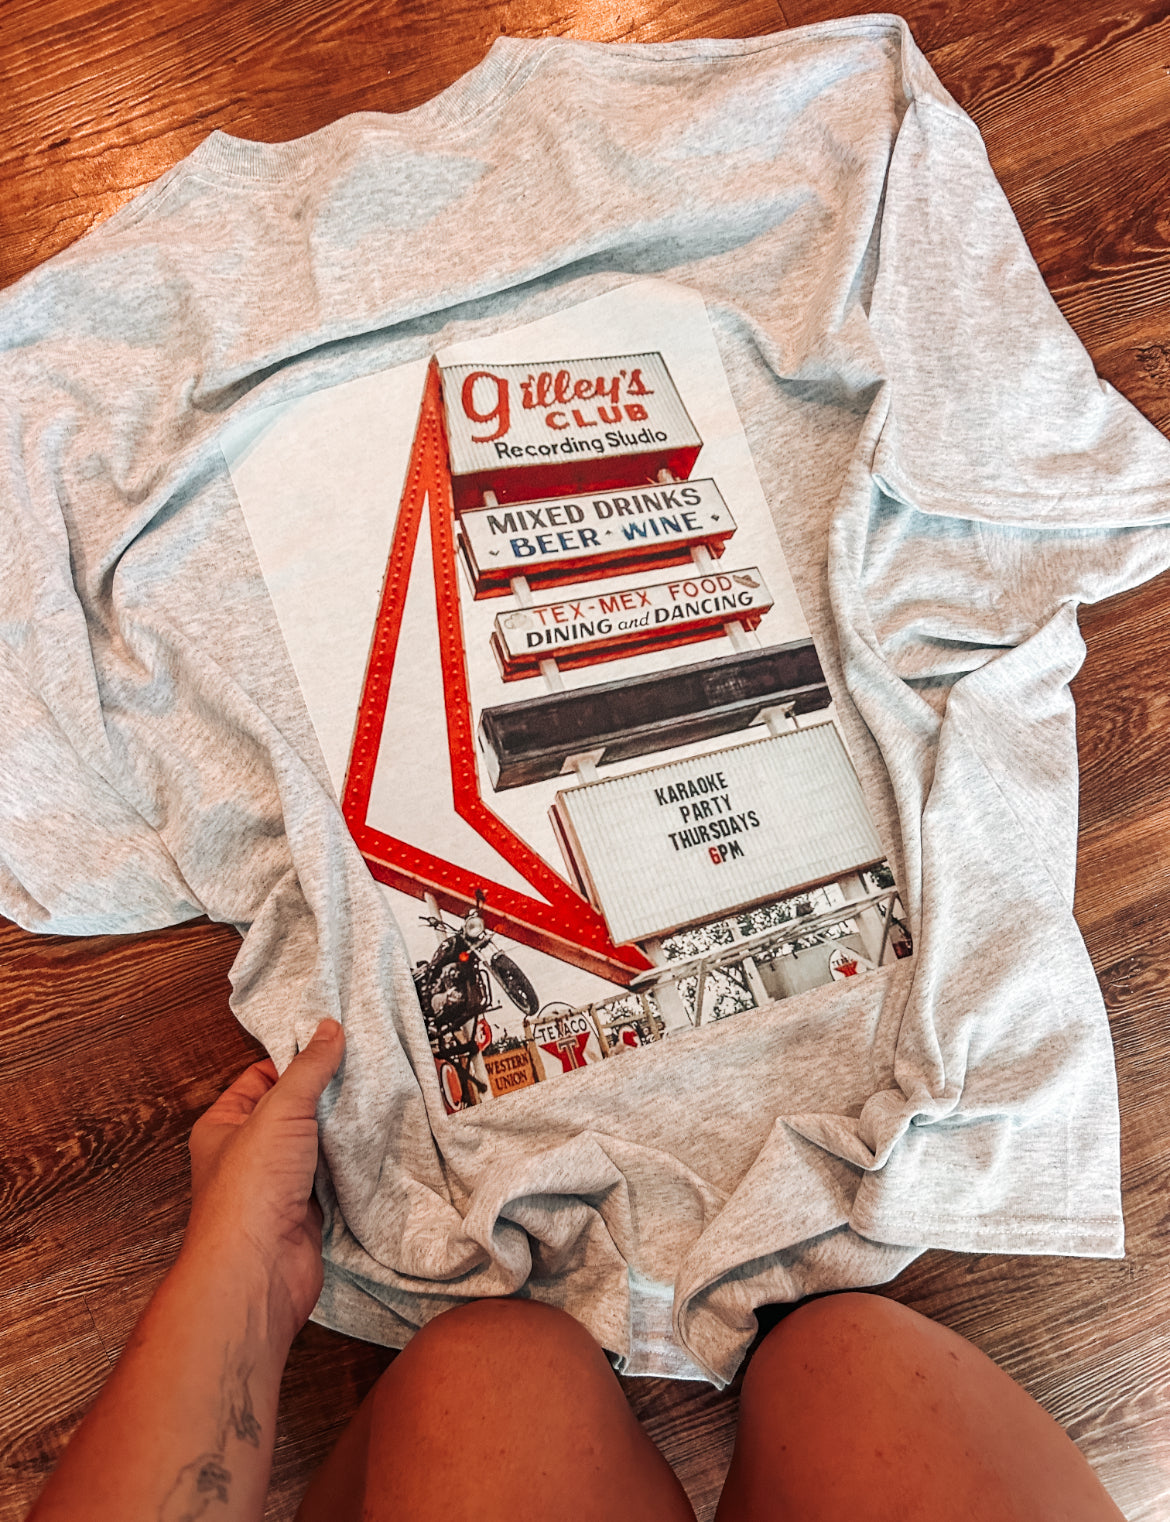 gilley's
CLUB
Recording Studio
MIXED DRINKS
BEER · WINE
TEX-MEX FOOD
DINING and DANCING
KARAOKE
PARTY
THURSDAYS
6PM
TEXACO
T
WESTERN
UNION